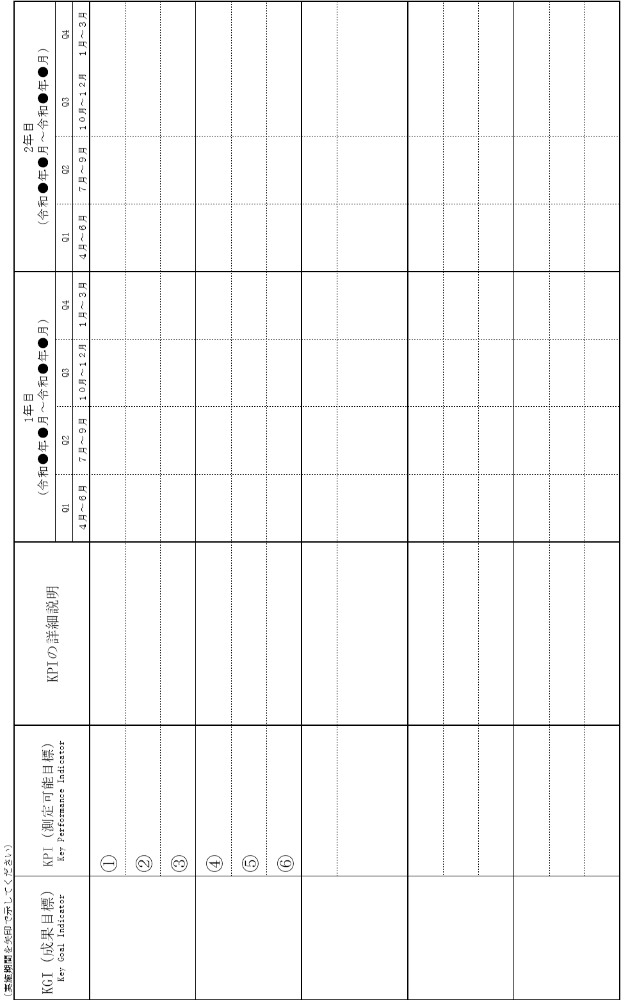 （実施期間を矢印で示してください）
KGI（成果目標）
Key Goal Indicator
KPI（測定可能目標）
Key Performance Indicator
KPIの詳細説明
1年目
（令和●年●月～令和●年●月）
2年目
（令和●年●月～令和●年●月）
Q1
Q2
Q3
Q4
Q1
Q2
Q3
Q4
４月～６月
７月～９月
１０月～１２月
１月～３月
４月～６月
７月～９月
１０月～１２月
１月～３月
①
②
③
④
⑤
⑥